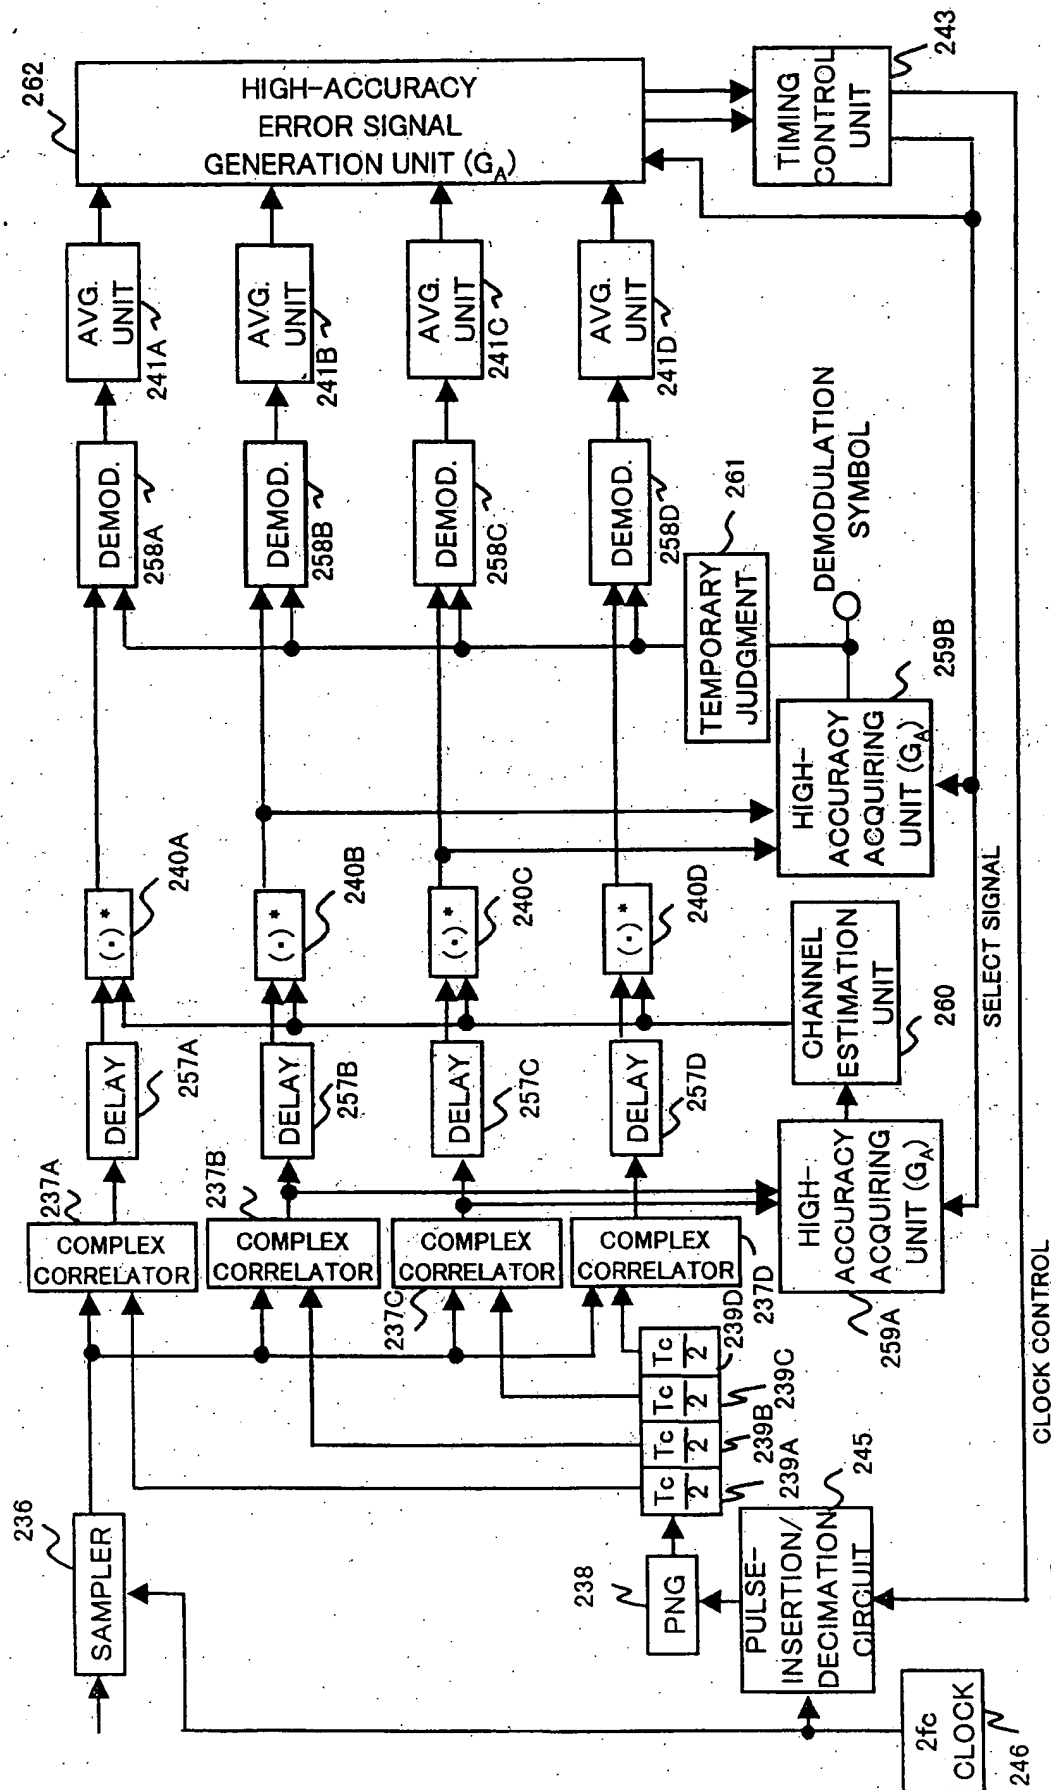 236
SAMPLER
237A
COMPLEX
CORRELATOR
237B
COMPLEX
CORRELATOR
237C
COMPLEX
CORRELATOR
237D
COMPLEX
CORRELATOR
257A
DELAY
257B
DELAY
257C
DELAY
257D
DELAY
240A
(·)*
240B
(·)*
240C
(·)*
240D
(·)*
258A
DEMOD.
258B
DEMOD.
258C
DEMOD.
258D
DEMOD.
241A
AVG.
UNIT
241B
AVG.
UNIT
241C
AVG.
UNIT
241D
AVG.
UNIT
262
HIGH-ACCURACY
ERROR SIGNAL
GENERATION UNIT (GA)
TIMING
CONTROL
UNIT
243
238
PNG
Tc
2
Tc
2
Tc
2
Tc
2
239A
239B
239C
239D
PULSE-
INSERTION/
DECIMATION
CIRCUIT
245
2fc
CLOCK
246
HIGH-
ACCURACY
ACQUIRING
UNIT (GA)
259A
CHANNEL
ESTIMATION
UNIT
260
HIGH-
ACCURACY
ACQUIRING
UNIT (GA)
259B
TEMPORARY
JUDGMENT
261
DEMODULATION
SYMBOL
SELECT SIGNAL
CLOCK CONTROL